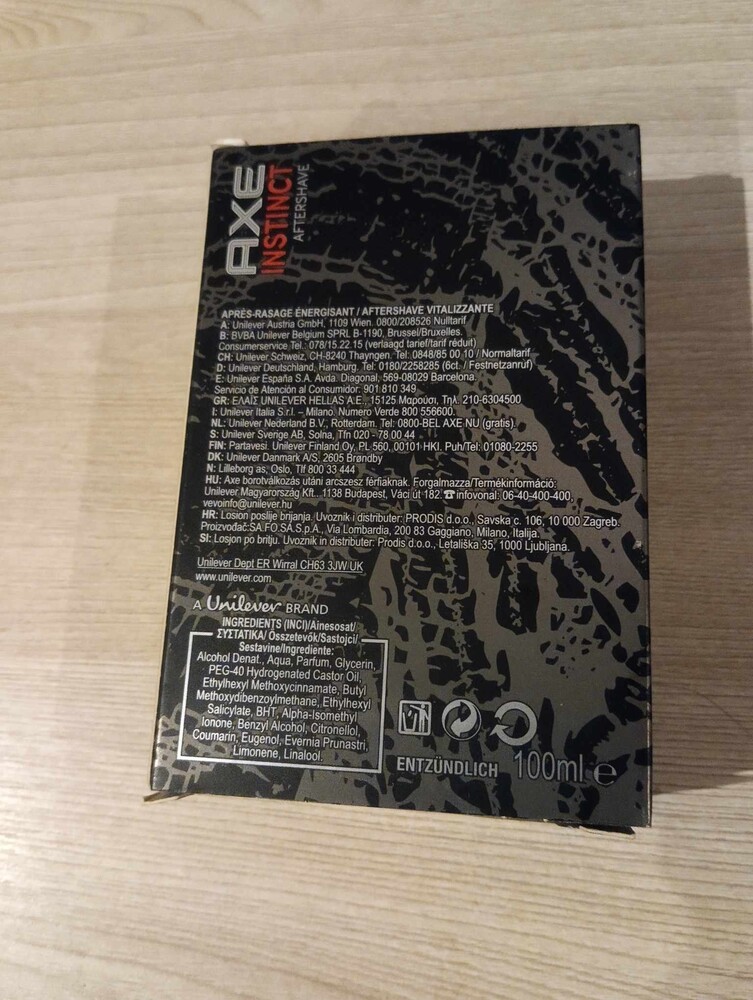 AXE
INSTINCT
AFTERSHAVE
APRÈS-RASAGE ÉNERGISANT / AFTERSHAVE VITALIZZANTE
A: Unilever Austria GmbH, 1109 Wien. 0800/208526 Nulltarif
B: BVBA Unilever Belgium SPRL B-1190, Brussel/Bruxelles.
Consumerservice Tel.: 078/15.22.15 (verlaagd tarief/tarif réduit)
CH: Unilever Schweiz, CH-8240 Thayngen. Tel: 0848/85 00 10 / Normaltarif
D: Unilever Deutschland, Hamburg. Tel: 0180/2258285 (6ct. / Festnetzanruf)
E: Unilever España S.A. Avda. Diagonal, 569-08029 Barcelona.
Servicio de Atención al Consumidor: 901 810 349
GR: ΕΛΑΪΣ UNILEVER HELLAS A.E., 15125 Μαρούσι, Τηλ. 210-6304500
I: Unilever Italia S.r.l. – Milano. Numero Verde 800 556600.
NL: Unilever Nederland B.V., Rotterdam. Tel: 0800-BEL AXE NU (gratis).
S: Unilever Sverige AB, Solna, Tfn 020 - 78 00 44
FIN: Partavesi. Unilever Finland Oy, PL 560, 00101 HKI. Puh/Tel: 01080-2255
DK: Unilever Danmark A/S, 2605 Brøndby
N: Lilleborg as, Oslo, Tlf 800 33 444
HU: Axe borotválkozás utáni arcszesz férfiaknak. Forgalmazza/Termékinformáció:
Unilever Magyarország Kft., 1138 Budapest, Váci út 182. ☎ infovonal: 06-40-400-400,
vevoinfo@unilever.hu
HR: Losion poslije brijanja. Uvoznik i distributer: PRODIS d.o.o., Savska c. 106, 10 000 Zagreb.
Proizvođač:SA.FO.SA.S.p.A., Via Lombardia, 200 83 Gaggiano, Milano, Italija.
SI: Losjon po britju. Uvoznik in distributer: Prodis d.o.o., Letališka 35, 1000 Ljubljana.
Unilever Dept ER Wirral CH63 3JW UK
www.unilever.com
A Unilever BRAND
INGREDIENTS (INCI)/Ainesosat/
ΣΥΣΤΑΤΙΚΑ/ Összetevők/Sastojci/
Sestavine/Ingrediente:
Alcohol Denat., Aqua, Parfum, Glycerin,
PEG-40 Hydrogenated Castor Oil,
Ethylhexyl Methoxycinnamate, Butyl
Methoxydibenzoylmethane, Ethylhexyl
Salicylate, BHT, Alpha-Isomethyl
Ionone, Benzyl Alcohol, Citronellol,
Coumarin, Eugenol, Evernia Prunastri,
Limonene, Linalool.
ENTZÜNDLICH 100ml ℮